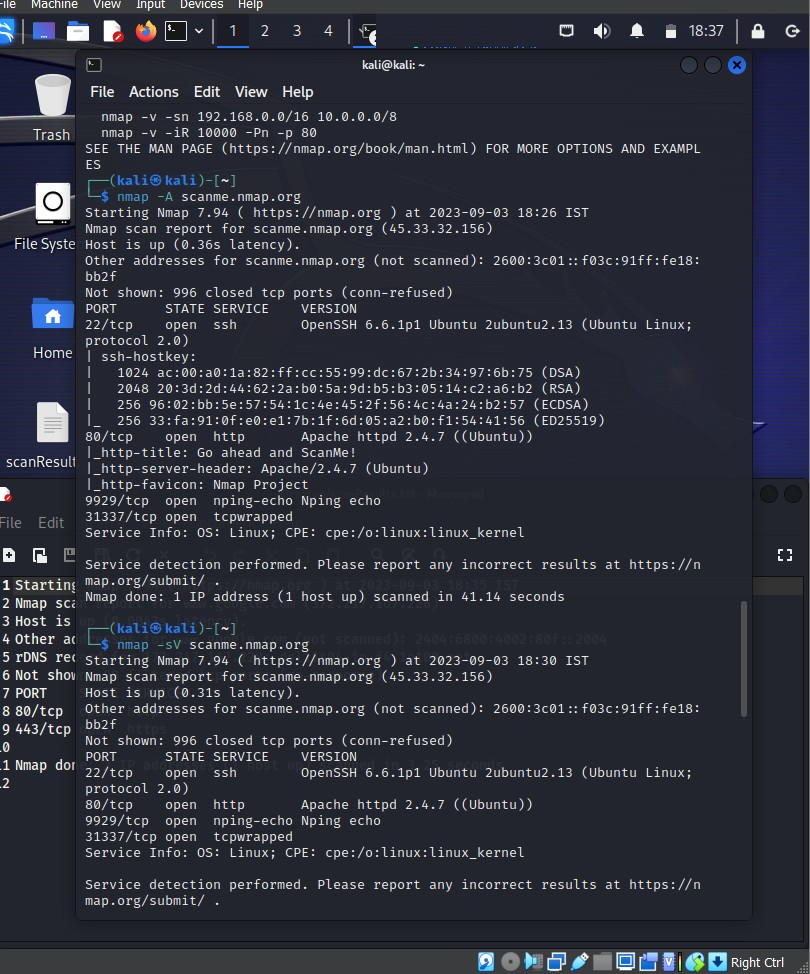 File Machine View Input Devices Help
1 2 3 4 18:37
kali@kali: ~
File Actions Edit View Help
nmap -v -sn 192.168.0.0/16 10.0.0.0/8
nmap -v -iR 10000 -Pn -p 80
SEE THE MAN PAGE (https://nmap.org/book/man.html) FOR MORE OPTIONS AND EXAMPL
ES
┌──(kali㉿kali)-[~]
└─$ nmap -A scanme.nmap.org
Starting Nmap 7.94 ( https://nmap.org ) at 2023-09-03 18:26 IST
Nmap scan report for scanme.nmap.org (45.33.32.156)
Host is up (0.36s latency).
Other addresses for scanme.nmap.org (not scanned): 2600:3c01::f03c:91ff:fe18:
bb2f
Not shown: 996 closed tcp ports (conn-refused)
PORT      STATE SERVICE    VERSION
22/tcp    open  ssh        OpenSSH 6.6.1p1 Ubuntu 2ubuntu2.13 (Ubuntu Linux;
protocol 2.0)
| ssh-hostkey:
|   1024 ac:00:a0:1a:82:ff:cc:55:99:dc:67:2b:34:97:6b:75 (DSA)
|   2048 20:3d:2d:44:62:2a:b0:5a:9d:b5:b3:05:14:c2:a6:b2 (RSA)
|   256 96:02:bb:5e:57:54:1c:4e:45:2f:56:4c:4a:24:b2:57 (ECDSA)
|_  256 33:fa:91:0f:e0:e1:7b:1f:6d:05:a2:b0:f1:54:41:56 (ED25519)
80/tcp    open  http       Apache httpd 2.4.7 ((Ubuntu))
|_http-title: Go ahead and ScanMe!
|_http-server-header: Apache/2.4.7 (Ubuntu)
|_http-favicon: Nmap Project
9929/tcp  open  nping-echo Nping echo
31337/tcp open  tcpwrapped
Service Info: OS: Linux; CPE: cpe:/o:linux:linux_kernel
Service detection performed. Please report any incorrect results at https://n
map.org/submit/ .
Nmap done: 1 IP address (1 host up) scanned in 41.14 seconds
┌──(kali㉿kali)-[~]
└─$ nmap -sV scanme.nmap.org
Starting Nmap 7.94 ( https://nmap.org ) at 2023-09-03 18:30 IST
Nmap scan report for scanme.nmap.org (45.33.32.156)
Host is up (0.31s latency).
Other addresses for scanme.nmap.org (not scanned): 2600:3c01::f03c:91ff:fe18:
bb2f
Not shown: 996 closed tcp ports (conn-refused)
PORT      STATE SERVICE    VERSION
22/tcp    open  ssh        OpenSSH 6.6.1p1 Ubuntu 2ubuntu2.13 (Ubuntu Linux;
protocol 2.0)
80/tcp    open  http       Apache httpd 2.4.7 ((Ubuntu))
9929/tcp  open  nping-echo Nping echo
31337/tcp open  tcpwrapped
Service Info: OS: Linux; CPE: cpe:/o:linux:linux_kernel
Service detection performed. Please report any incorrect results at https://n
map.org/submit/ .
Trash
File Syste
Home
scanResult
File Edit
1 Starting
2 Nmap sca
3 Host is
4 Other ad
5 rDNS rec
6 Not show
7 PORT
8 80/tcp
9 443/tcp
10
11 Nmap don
12
Right Ctrl